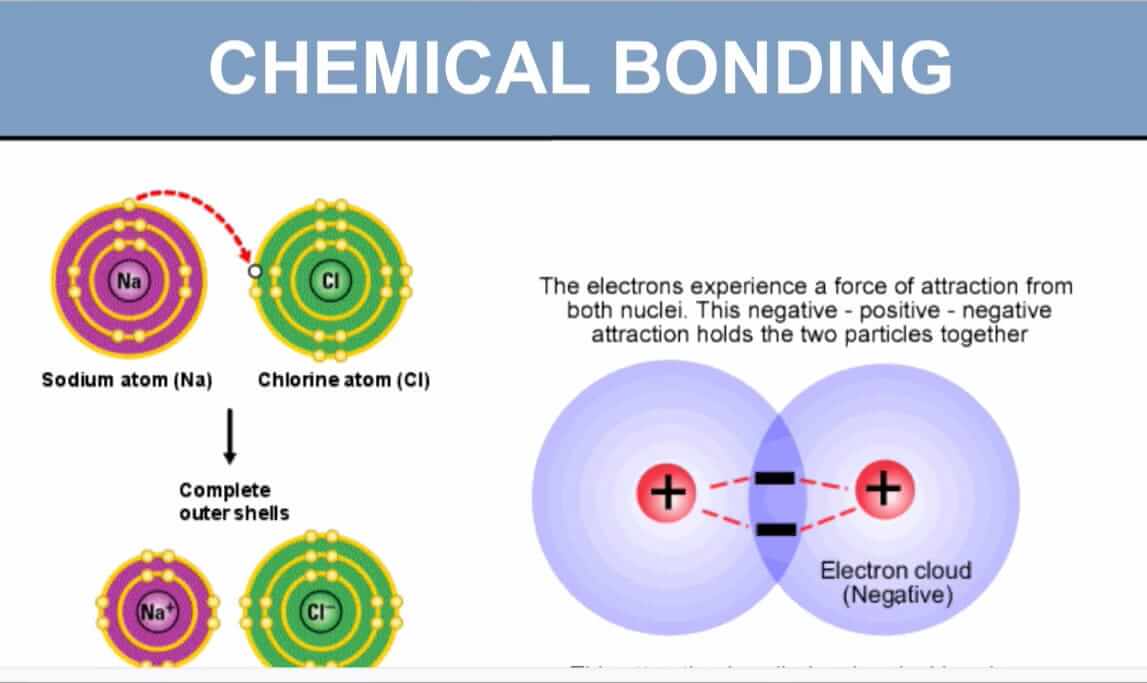 CHEMICAL BONDING
Na
Cl
Sodium atom (Na)
Chlorine atom (Cl)
Complete
outer shells
Na⁺
Cl⁻
The electrons experience a force of attraction from
both nuclei. This negative - positive - negative
attraction holds the two particles together
+
+
Electron cloud
(Negative)